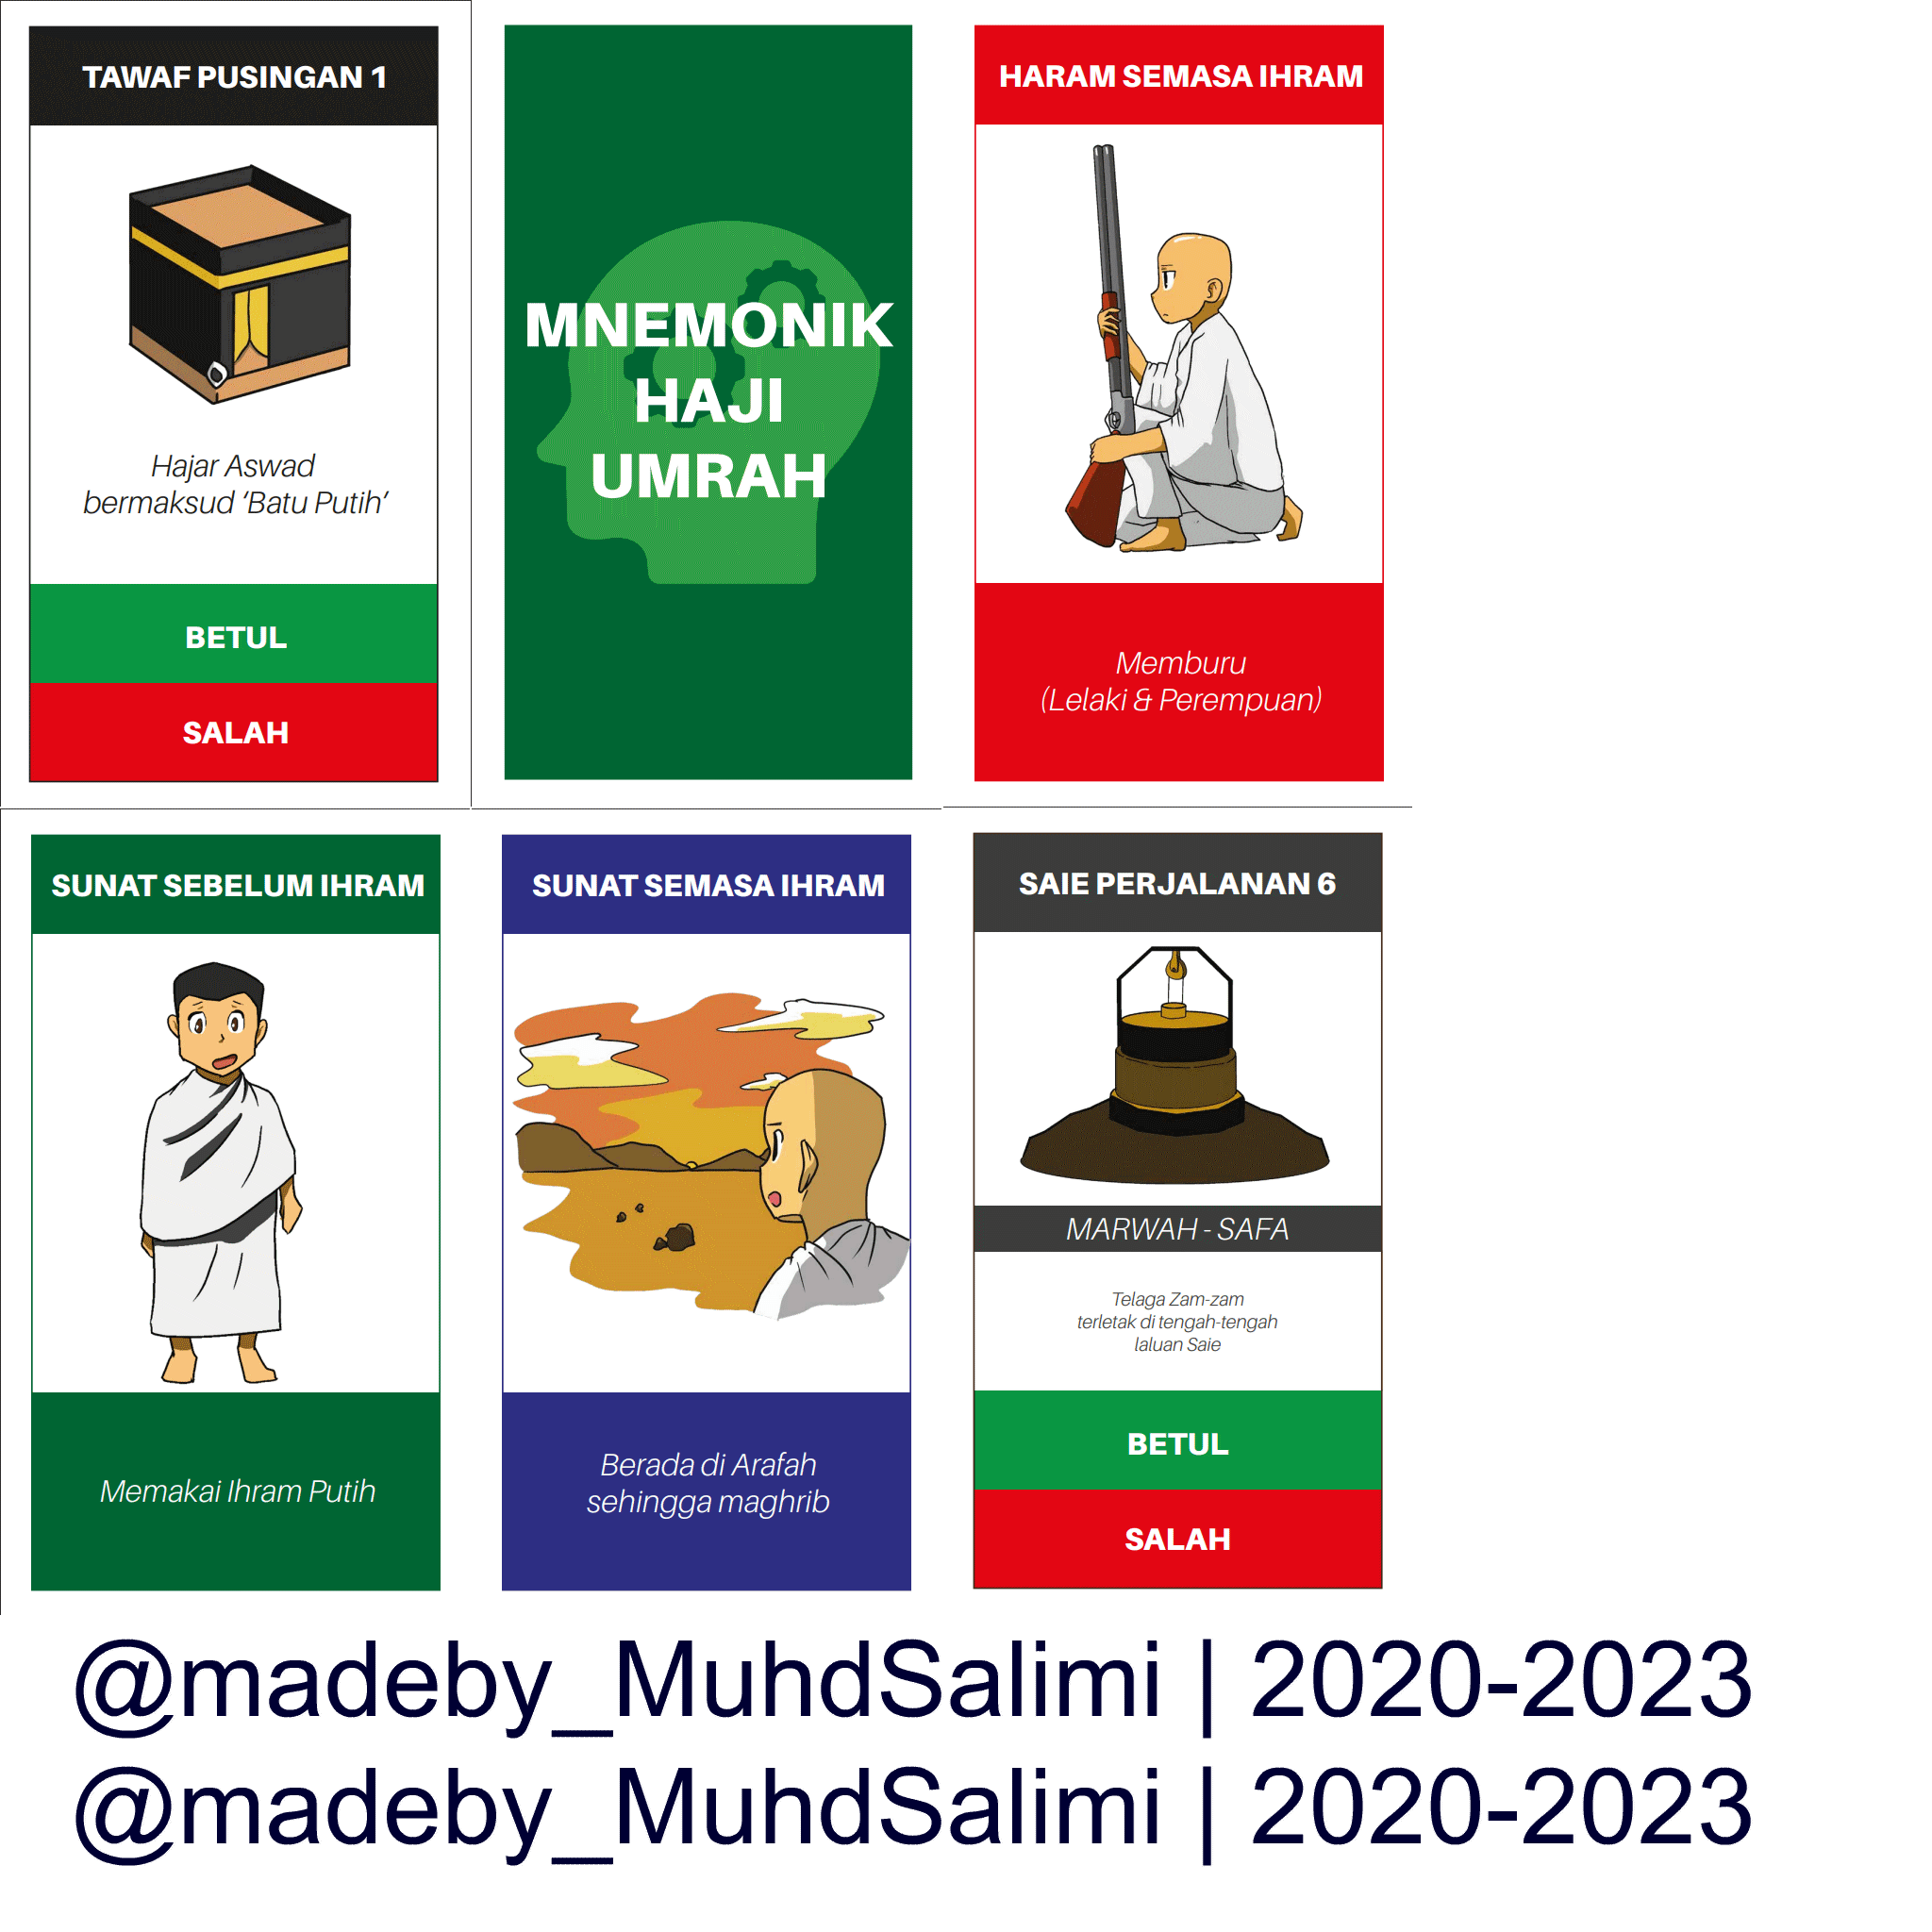 TAWAF PUSINGAN 1
Hajar Aswad
bermaksud ‘Batu Putih’
BETUL
SALAH
MNEMONIK
HAJI
UMRAH
HARAM SEMASA IHRAM
Memburu
(Lelaki & Perempuan)
SUNAT SEBELUM IHRAM
Memakai Ihram Putih
SUNAT SEMASA IHRAM
Berada di Arafah
sehingga maghrib
SAIE PERJALANAN 6
MARWAH - SAFA
Telaga Zam-zam
terletak di tengah-tengah
laluan Saie
BETUL
SALAH
@madeby_MuhdSalimi | 2020-2023
@madeby_MuhdSalimi | 2020-2023